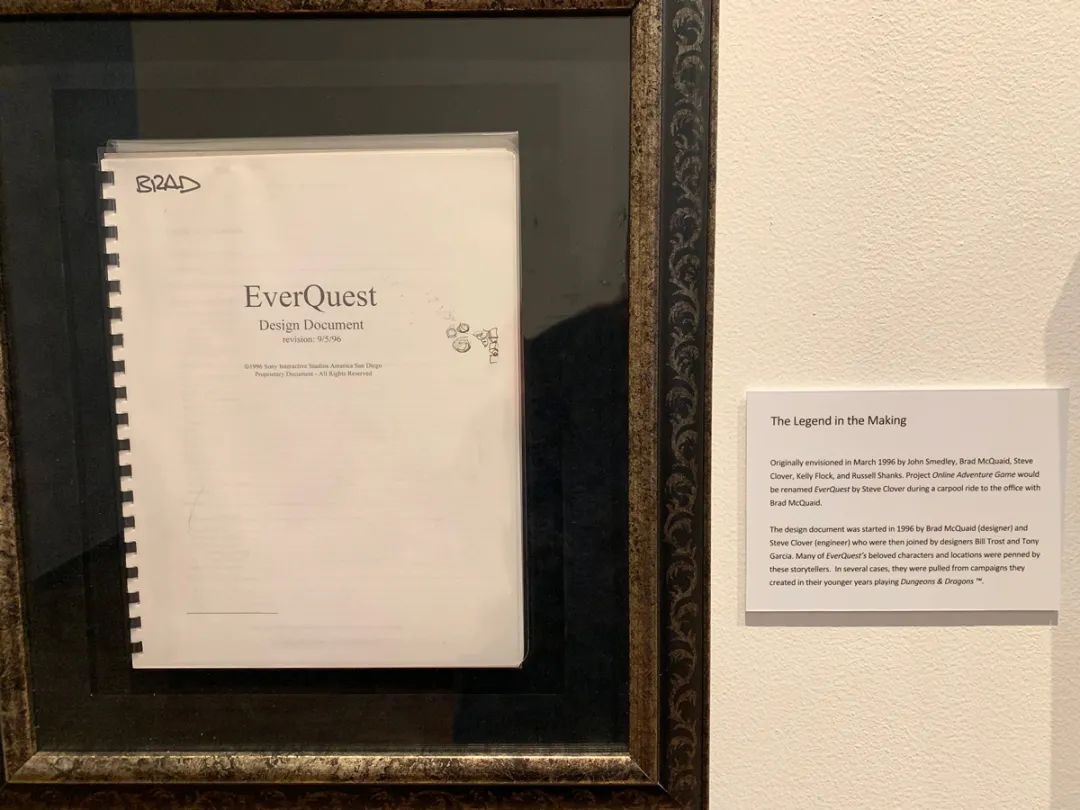 BRAD
EverQuest
Design Document
revision: 9/5/96
©1996 Sony Interactive Studios America San Diego
Proprietary Document - All Rights Reserved
The Legend in the Making
Originally envisioned in March 1996 by John Smedley, Brad McQuaid, Steve
Clover, Kelly Flock, and Russell Shanks. Project Online Adventure Game would
be renamed EverQuest by Steve Clover during a carpool ride to the office with
Brad McQuaid.
The design document was started in 1996 by Brad McQuaid (designer) and
Steve Clover (engineer) who were then joined by designers Bill Trost and Tony
Garcia. Many of EverQuest's beloved characters and locations were penned by
these storytellers. In several cases, they were pulled from campaigns they
created in their younger years playing Dungeons & Dragons ™.